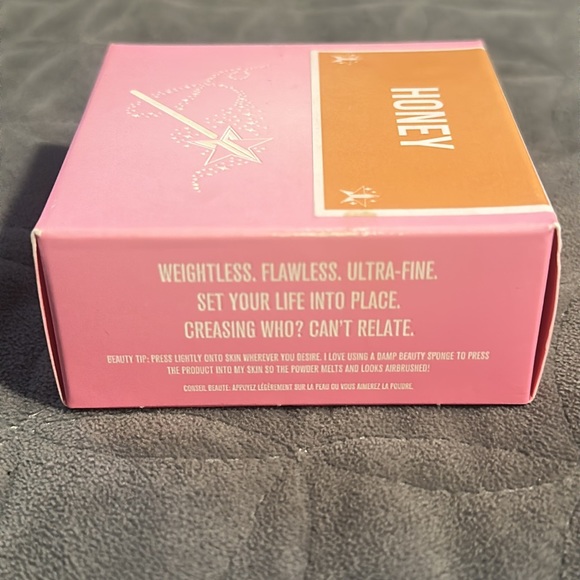 HONEY
WEIGHTLESS. FLAWLESS. ULTRA-FINE.
SET YOUR LIFE INTO PLACE.
CREASING WHO? CAN'T RELATE.
BEAUTY TIP: PRESS LIGHTLY ONTO SKIN WHEREVER YOU DESIRE. I LOVE USING A DAMP BEAUTY SPONGE TO PRESS
THE PRODUCT INTO MY SKIN SO THE POWDER MELTS AND LOOKS AIRBRUSHED!
CONSEIL BEAUTE: APPUYEZ LÉGÈREMENT SUR LA PEAU OU VOUS AIMEREZ LA POUDRE.